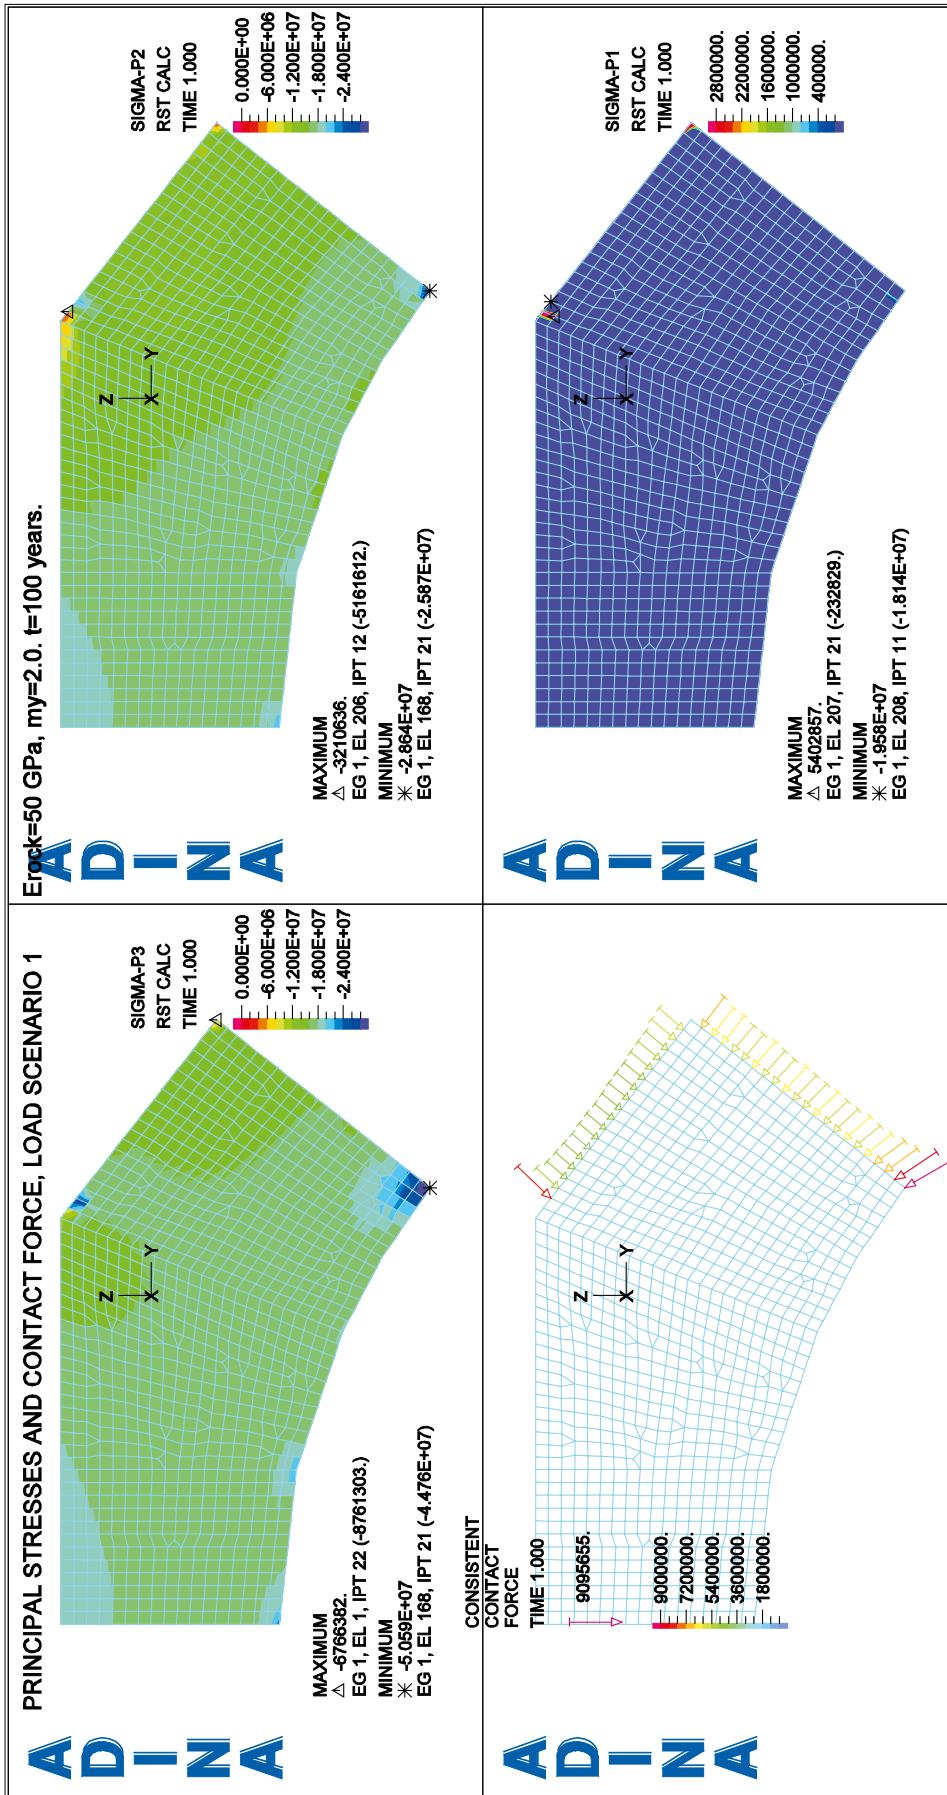 PRINCIPAL STRESSES AND CONTACT FORCE, LOAD SCENARIO 1
Erock=50 GPa, my=2.0. t=100 years.
ADINA
SIGMA-P3
RST CALC
TIME 1.000
0.000E+00
-6.000E+06
-1.200E+07
-1.800E+07
-2.400E+07
Z
X
Y
MAXIMUM
-6766382.
EG 1, EL 1, IPT 22 (-8761303.)
MINIMUM
-5.059E+07
EG 1, EL 168, IPT 21 (-4.476E+07)
ADINA
SIGMA-P2
RST CALC
TIME 1.000
0.000E+00
-6.000E+06
-1.200E+07
-1.800E+07
-2.400E+07
Z
X
Y
MAXIMUM
-3210636.
EG 1, EL 206, IPT 12 (-5161612.)
MINIMUM
-2.864E+07
EG 1, EL 168, IPT 21 (-2.587E+07)
ADINA
CONSISTENT
CONTACT
FORCE
TIME 1.000
9095655.
9000000.
7200000.
5400000.
3600000.
1800000.
Z
X
Y
ADINA
SIGMA-P1
RST CALC
TIME 1.000
2800000.
2200000.
1600000.
1000000.
400000.
Z
X
Y
MAXIMUM
5402857.
EG 1, EL 207, IPT 21 (-232829.)
MINIMUM
-1.958E+07
EG 1, EL 208, IPT 11 (-1.814E+07)